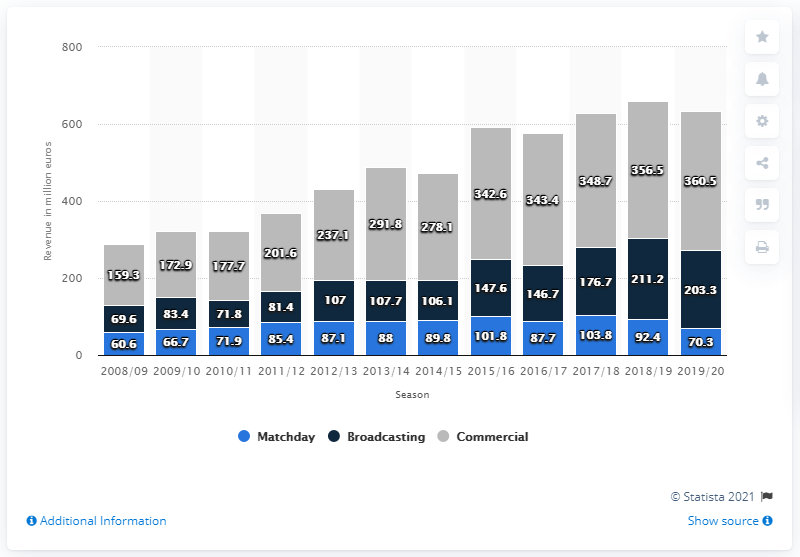 800
600
400
200
0
Revenue in million euros
159.3 172.9 177.7 201.6 237.1 291.8 278.1 342.6 343.4 348.7 356.5 360.5
69.6 83.4 71.8 81.4 107 107.7 106.1 147.6 146.7 176.7 211.2 203.3
60.6 66.7 71.9 85.4 87.1 88 89.8 101.8 87.7 103.8 92.4 70.3
2008/09 2009/10 2010/11 2011/12 2012/13 2013/14 2014/15 2015/16 2016/17 2017/18 2018/19 2019/20
Season
Matchday Broadcasting Commercial
© Statista 2021
Additional Information Show source